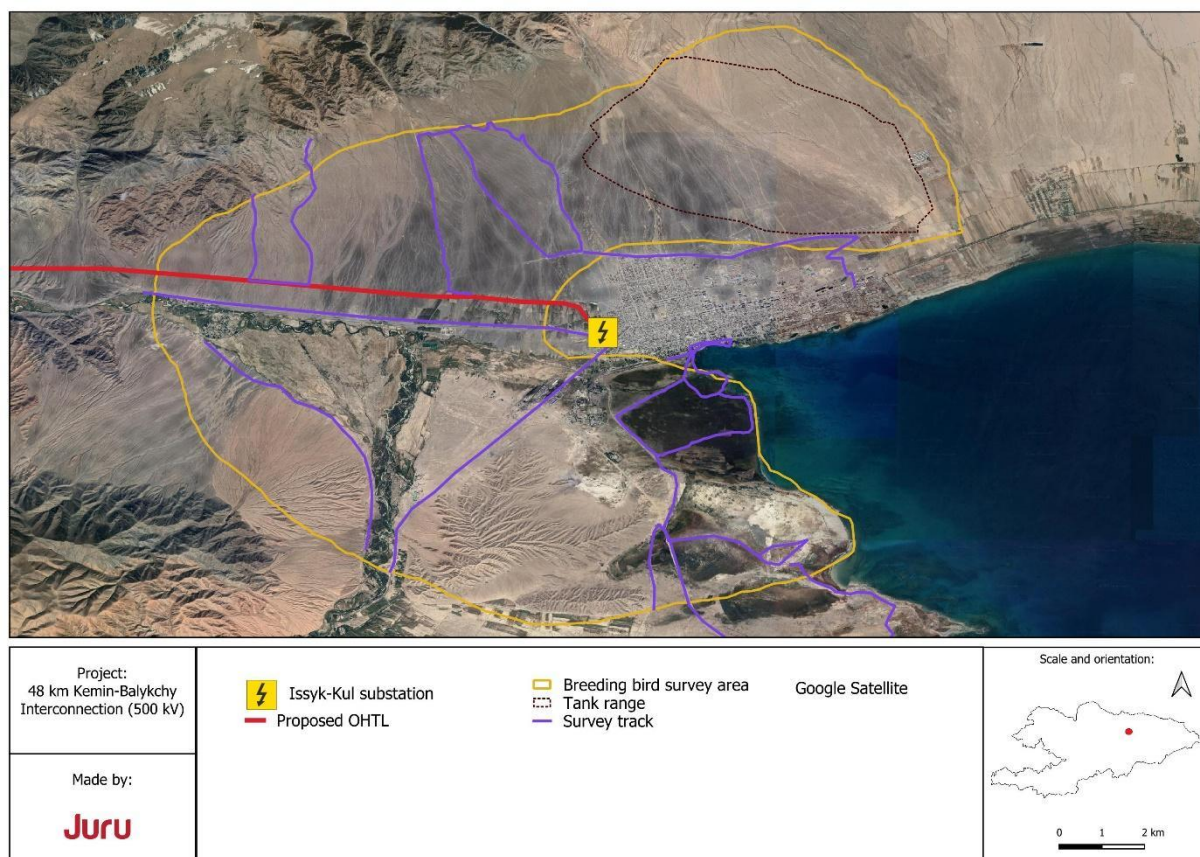 Project:
48 km Kemin-Balykchy
Interconnection (500 kV)
Made by:
Juru
Issyk-Kul substation
Proposed OHTL
Breeding bird survey area
Tank range
Survey track
Google Satellite
Scale and orientation:
0 1 2 km